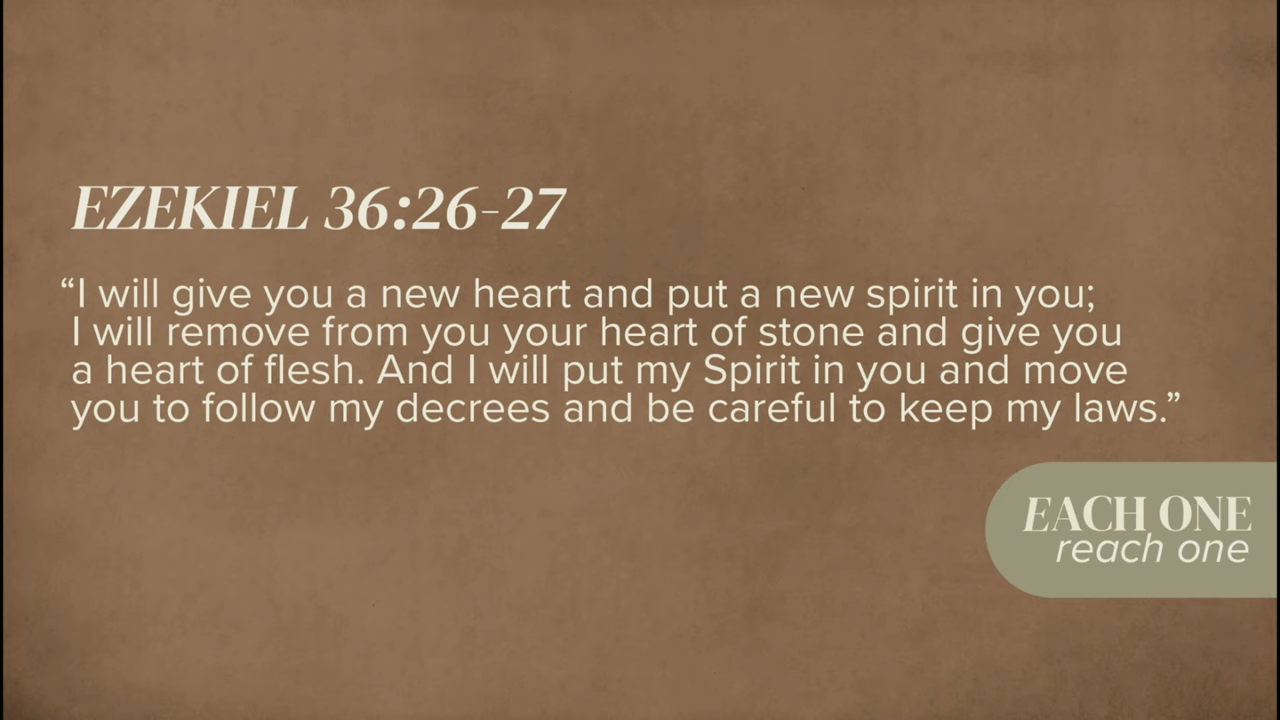 EZEKIEL 36:26-27
“I will give you a new heart and put a new spirit in you;
I will remove from you your heart of stone and give you
a heart of flesh. And I will put my Spirit in you and move
you to follow my decrees and be careful to keep my laws.”
EACH ONE
reach one